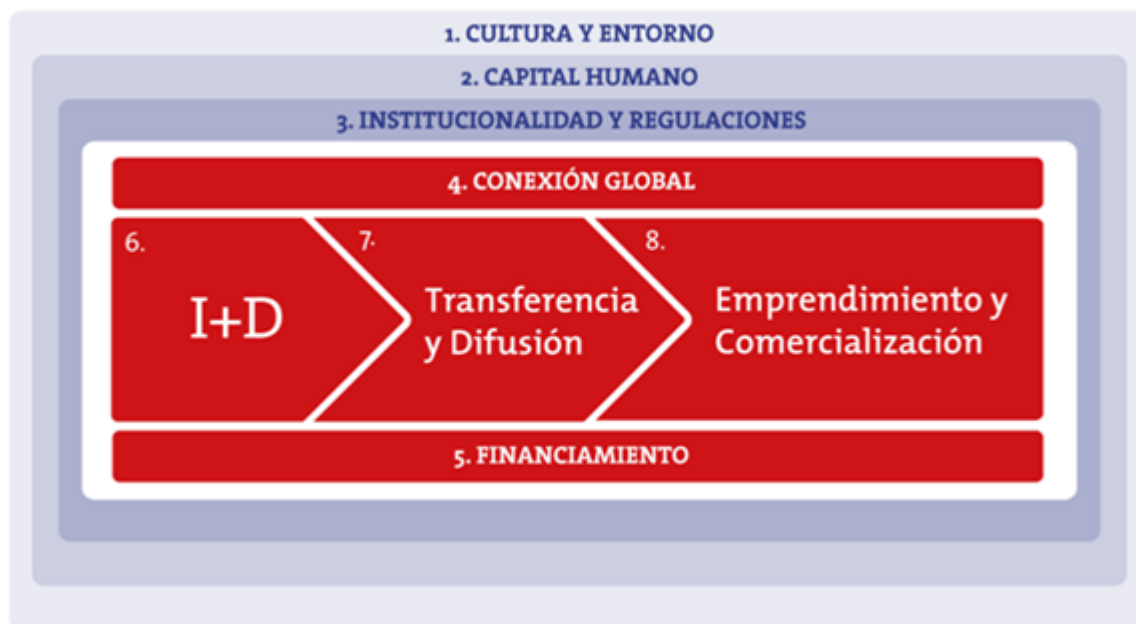 1. CULTURA Y ENTORNO
2. CAPITAL HUMANO
3. INSTITUCIONALIDAD Y REGULACIONES
4. CONEXIÓN GLOBAL
6.
I+D
7.
Transferencia
y Difusión
8.
Emprendimiento y
Comercialización
5. FINANCIAMIENTO